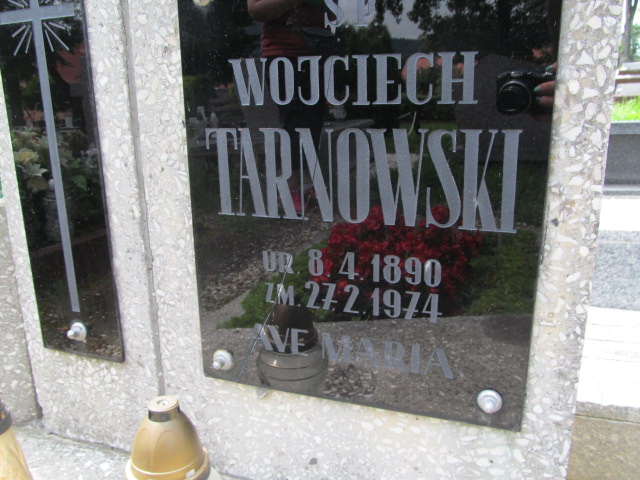 Ś P
WOJCIECH
TARNOWSKI
UR. 8. 4. 1890
ZM. 27. 2. 1974
AVE MARIA